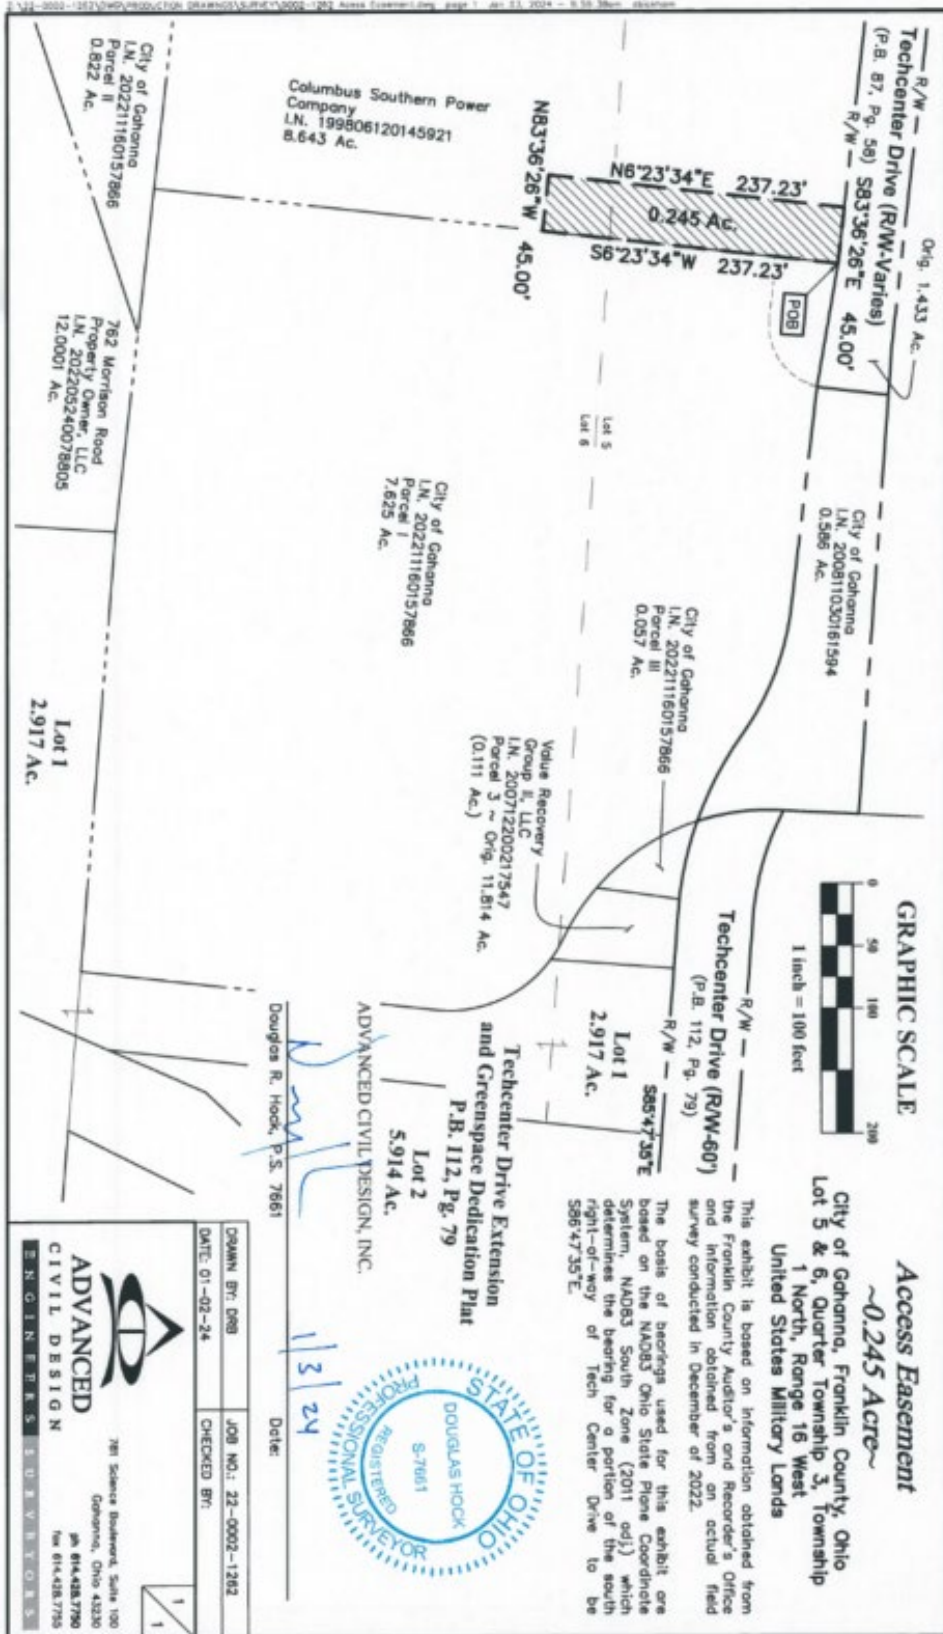 Access Easement
~0.245 Acre~
City of Gahanna, Franklin County, Ohio
Lot 5 & 6, Quarter Township 3, Township
1 North, Range 16 West
United States Military Lands
This exhibit is based on information obtained from
the Franklin County Auditor's and Recorder's Office
and information obtained from an actual field
survey conducted in December of 2022.
The basis of bearings used for this exhibit are
based on the NAD83 Ohio State Plane Coordinate
System, NAD83 South Zone (2011 adj.) which
determines the bearing for a portion of the south
right-of-way of Tech Center Drive to be
S86°47'35"E.
GRAPHIC SCALE
0
50
100
200
1 inch = 100 feet
R/W
Techcenter Drive (R/W-Varies)
(P.B. 87, Pg. 58)
R/W
Orig. 1.433 Ac.
S83°36'26"E 45.00'
N6°23'34"E 237.23'
0.245 Ac.
S6°23'34"W 237.23'
N83°36'26"W 45.00'
POB
Columbus Southern Power
Company
I.N. 199806120145921
8.643 Ac.
City of Gahanna
I.N. 202211160157866
Parcel II
0.822 Ac.
762 Morrison Road
Property Owner, LLC
I.N. 202205240078805
12.0001 Ac.
Lot 5
Lot 6
City of Gahanna
I.N. 200811030161594
0.586 Ac.
City of Gahanna
I.N. 202211160157866
Parcel III
0.057 Ac.
City of Gahanna
I.N. 202211160157866
Parcel I
7.625 Ac.
Value Recovery
Group II, LLC
I.N. 200712200217547
Parcel 3 ~ Orig. 11.814 Ac.
(0.111 Ac.)
R/W
Techcenter Drive (R/W-60')
(P.B. 112, Pg. 79)
R/W
S85°47'35"E
Lot 1
2.917 Ac.
Lot 1
2.917 Ac.
Techcenter Drive Extension
and Greenspace Dedication Plat
P.B. 112, Pg. 79
Lot 2
5.914 Ac.
ADVANCED CIVIL DESIGN, INC.
1/3/24
Douglas R. Hock, P.S. 7661
Date:
STATE OF OHIO
DOUGLAS HOCK
S-7661
REGISTERED
PROFESSIONAL SURVEYOR
DRAWN BY: DRB
JOB NO.: 22-0002-1262
DATE: 01-02-24
CHECKED BY:
1
1
ADVANCED
CIVIL DESIGN
ENGINEERS SURVEYORS
781 Science Boulevard, Suite 100
Gahanna, Ohio 43230
ph 614.428.7750
fax 614.428.7755